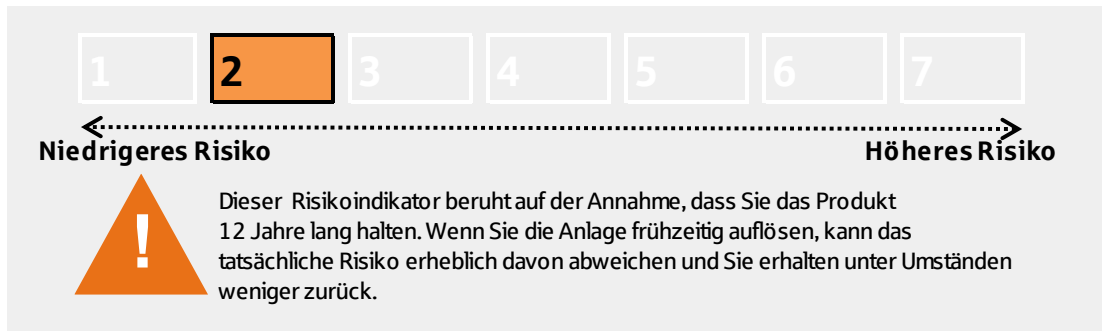 1 2 3 4 5 6 7
Niedrigeres Risiko Höheres Risiko
! Dieser Risikoindikator beruht auf der Annahme, dass Sie das Produkt
12 Jahre lang halten. Wenn Sie die Anlage frühzeitig auflösen, kann das
tatsächliche Risiko erheblich davon abweichen und Sie erhalten unter Umständen
weniger zurück.